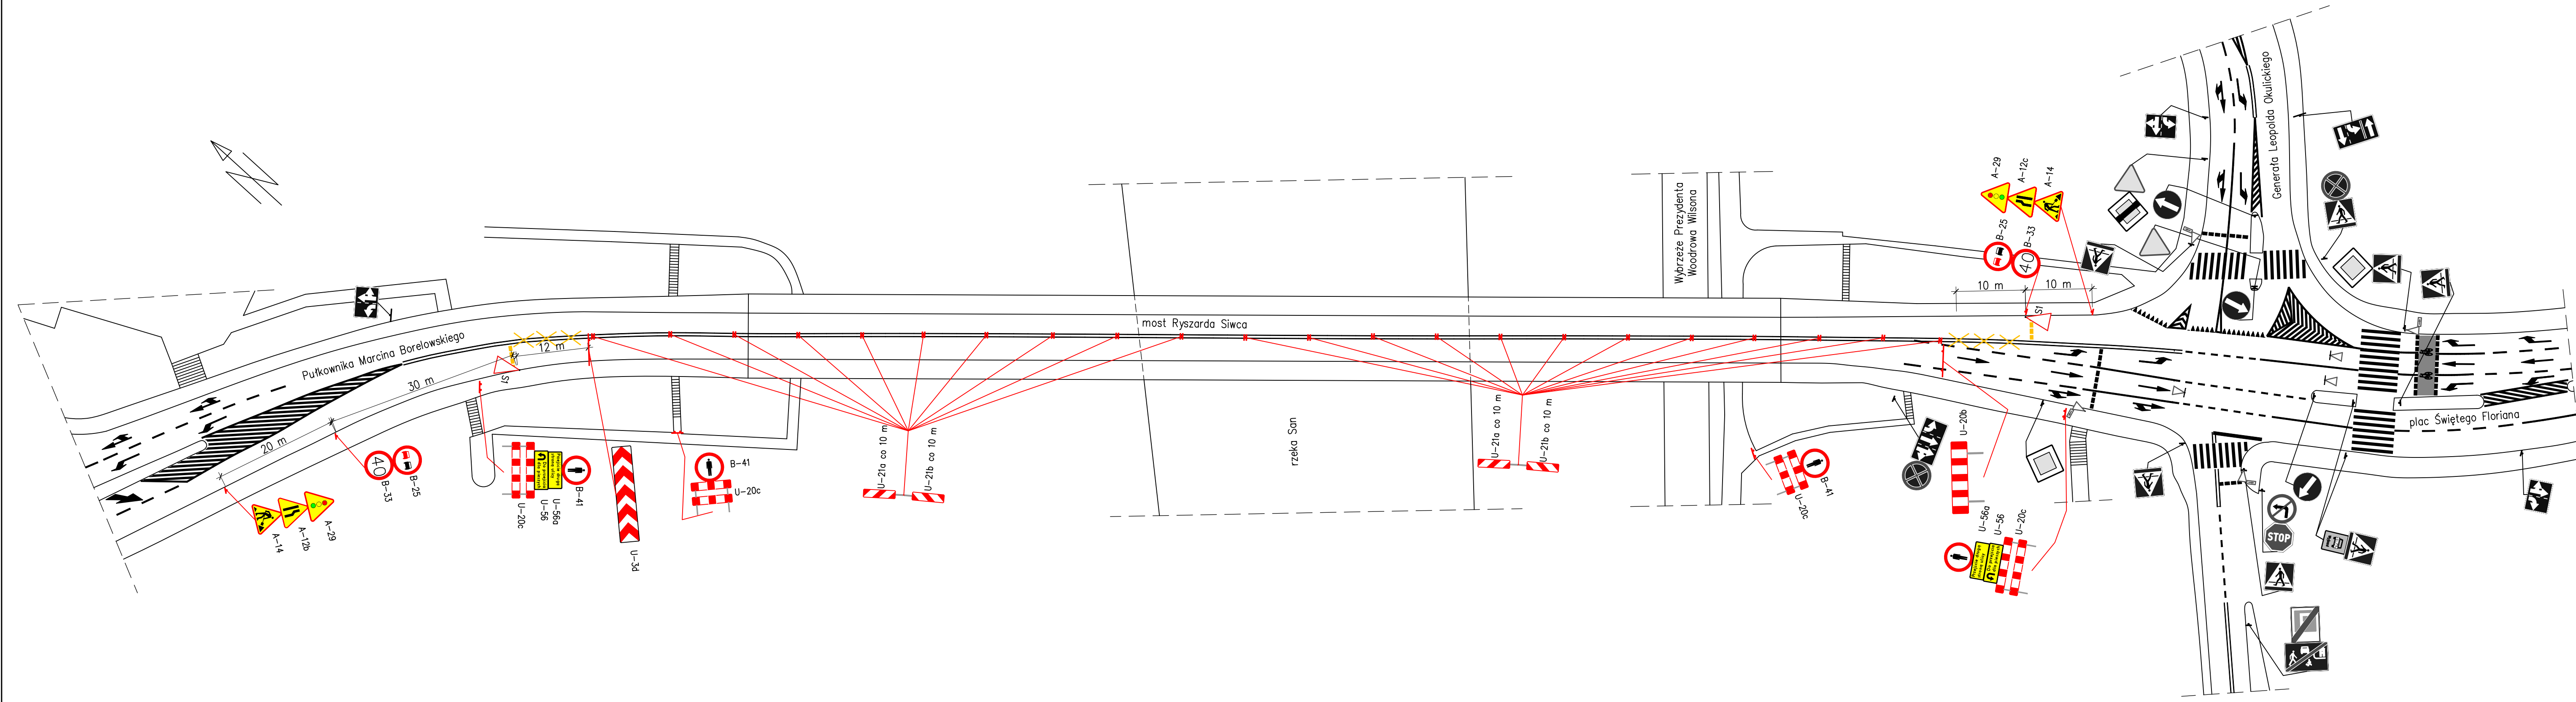 Pułkownika Marcina Borelowskiego
most Ryszarda Siwca
rzeka San
Wybrzeże Prezydenta
Woodrowa Wilsona
Generała Leopolda Okulickiego
plac Świętego Floriana
20 m
30 m
12 m
10 m
10 m
S1
S1
A-14
A-12b
A-29
40
B-33
B-25
U-20c
U-56
U-56a
B-41
U-3d
B-41
U-20c
U-21a co 10 m
U-21b co 10 m
U-21a co 10 m
U-21b co 10 m
B-41
U-20c
U-20b
U-56a
U-56
U-20c
A-29
A-12c
A-14
B-25
B-33
40
STOP